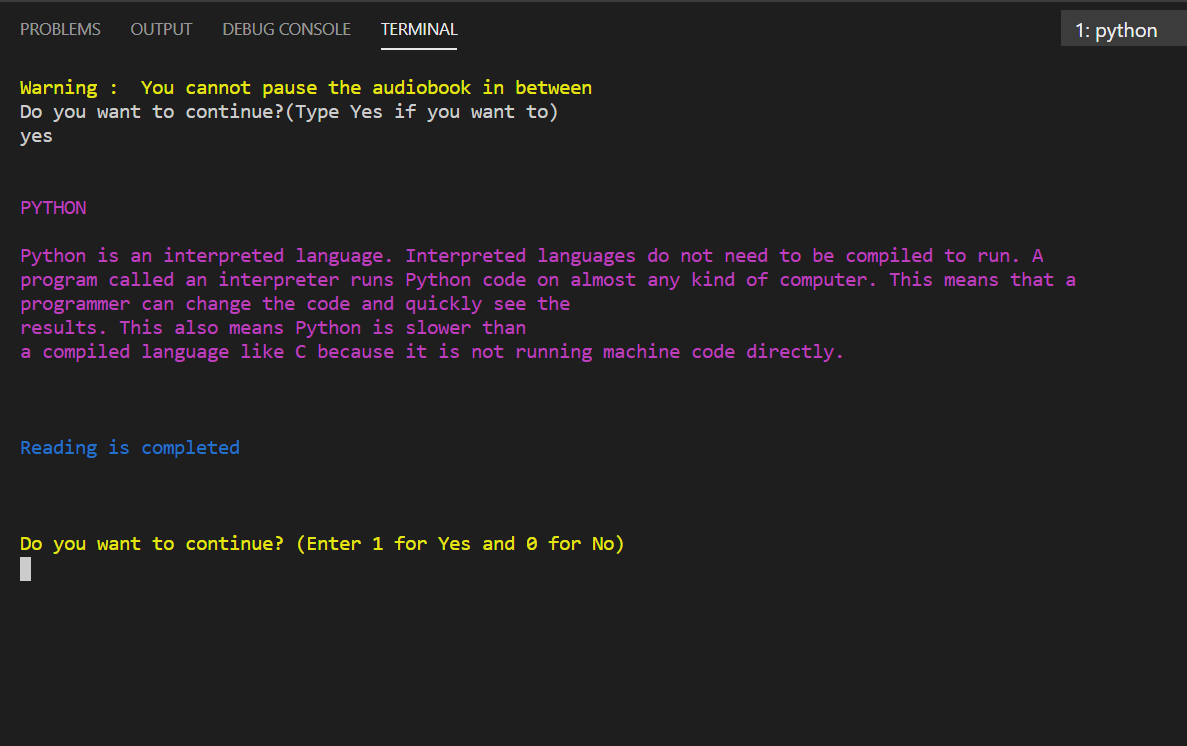 PROBLEMS OUTPUT DEBUG CONSOLE TERMINAL 1: python
Warning :  You cannot pause the audiobook in between
Do you want to continue?(Type Yes if you want to)
yes
PYTHON
Python is an interpreted language. Interpreted languages do not need to be compiled to run. A
program called an interpreter runs Python code on almost any kind of computer. This means that a
programmer can change the code and quickly see the
results. This also means Python is slower than
a compiled language like C because it is not running machine code directly.
Reading is completed
Do you want to continue? (Enter 1 for Yes and 0 for No)